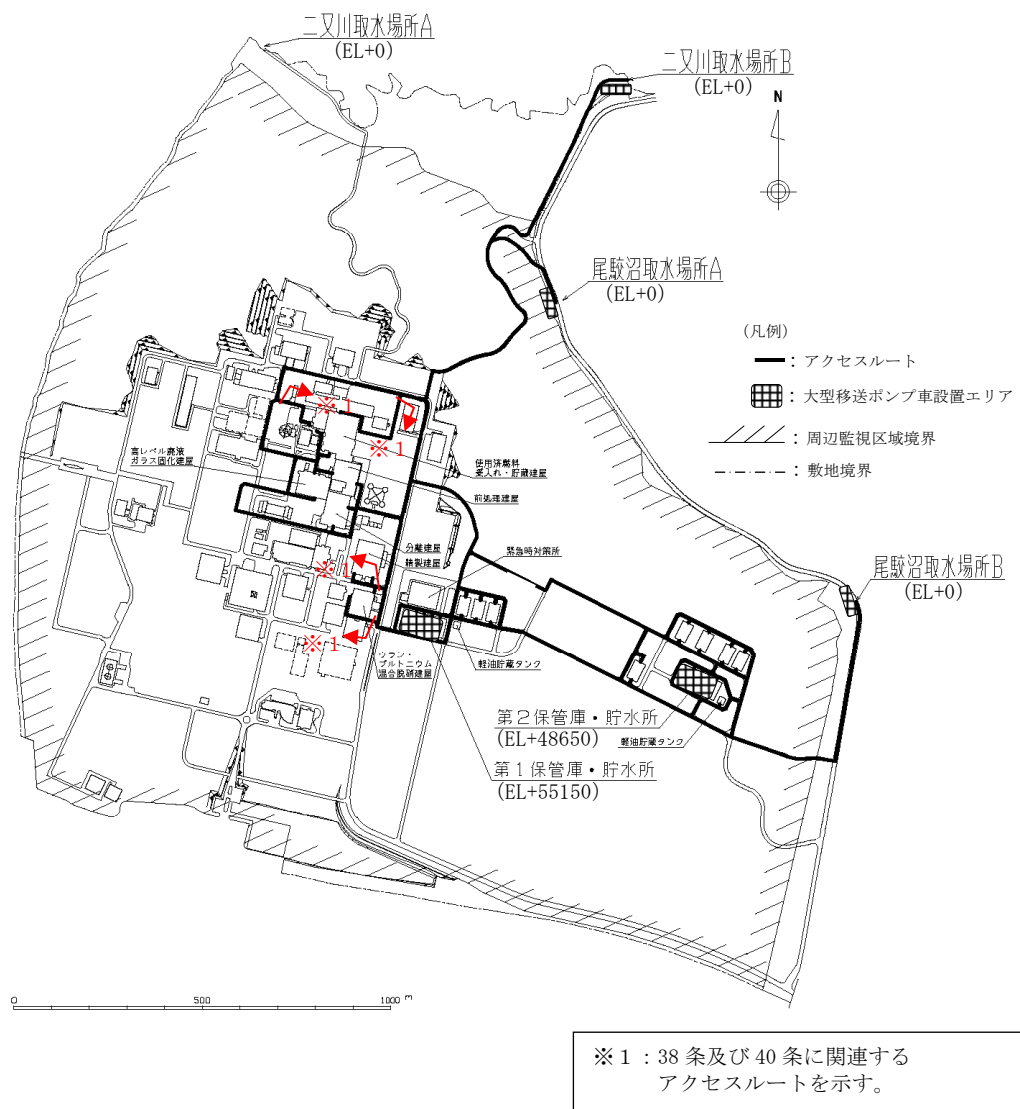 二又川取水場所A
(EL+0)
二又川取水場所B
(EL+0)
N
尾駮沼取水場所A
(EL+0)
(凡例)
：アクセスルート
：大型移送ポンプ車設置エリア
：周辺監視区域境界
：敷地境界
※1
※1
高レベル廃液
ガラス固化建屋
使用済燃料
受入れ・貯蔵建屋
前処理建屋
分離建屋
精製建屋
緊急時対策所
※1
尾駮沼取水場所B
(EL+0)
※1
ウラン・
プルトニウム
混合脱硝建屋
軽油貯蔵タンク
第2保管庫・貯水所
(EL+48650)
軽油貯蔵タンク
第1保管庫・貯水所
(EL+55150)
0 500 1000 m
※1：38条及び40条に関連する
アクセスルートを示す。